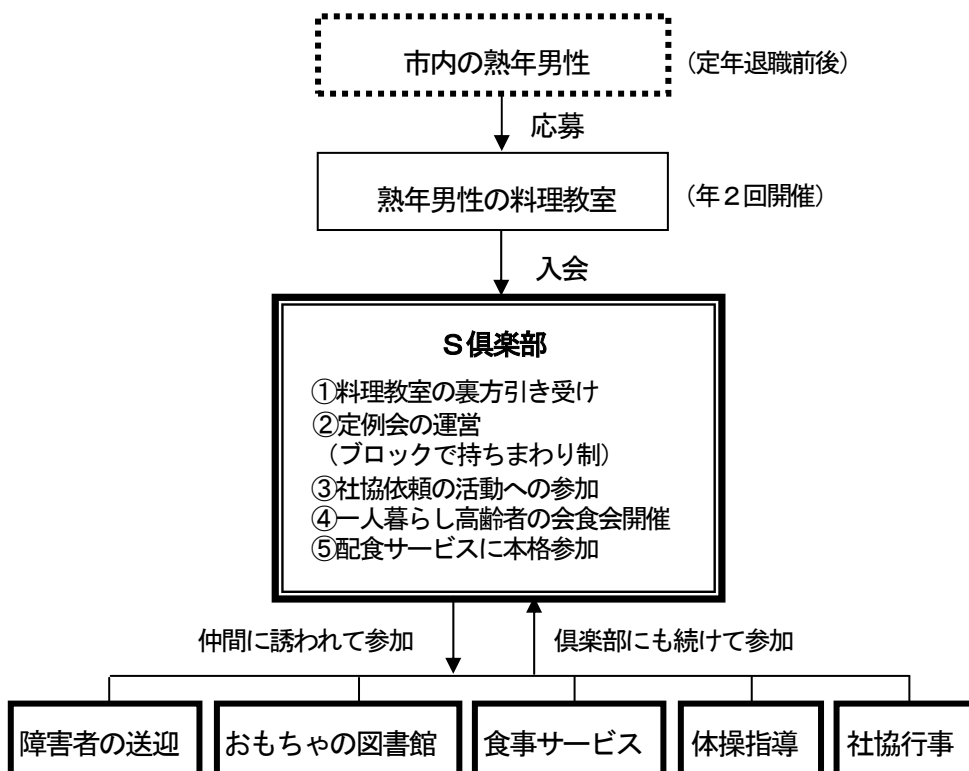 市内の熟年男性
（定年退職前後）
応募
熟年男性の料理教室
（年２回開催）
入会
Ｓ倶楽部
①料理教室の裏方引き受け
②定例会の運営
（ブロックで持ちまわり制）
③社協依頼の活動への参加
④一人暮らし高齢者の会食会開催
⑤配食サービスに本格参加
仲間に誘われて参加
倶楽部にも続けて参加
障害者の送迎
おもちゃの図書館
食事サービス
体操指導
社協行事